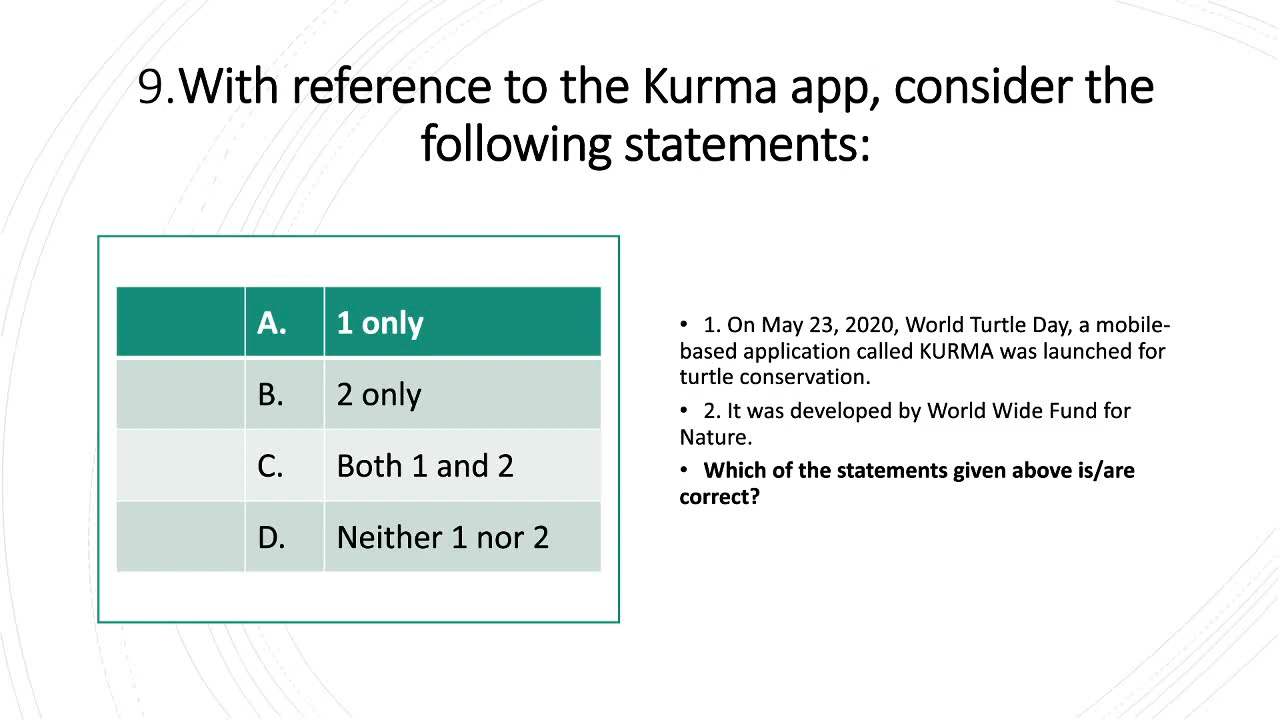 9.With reference to the Kurma app, consider the
following statements:
A. 1 only
B. 2 only
C. Both 1 and 2
D. Neither 1 nor 2
• 1. On May 23, 2020, World Turtle Day, a mobile-
based application called KURMA was launched for
turtle conservation.
• 2. It was developed by World Wide Fund for
Nature.
• Which of the statements given above is/are
correct?